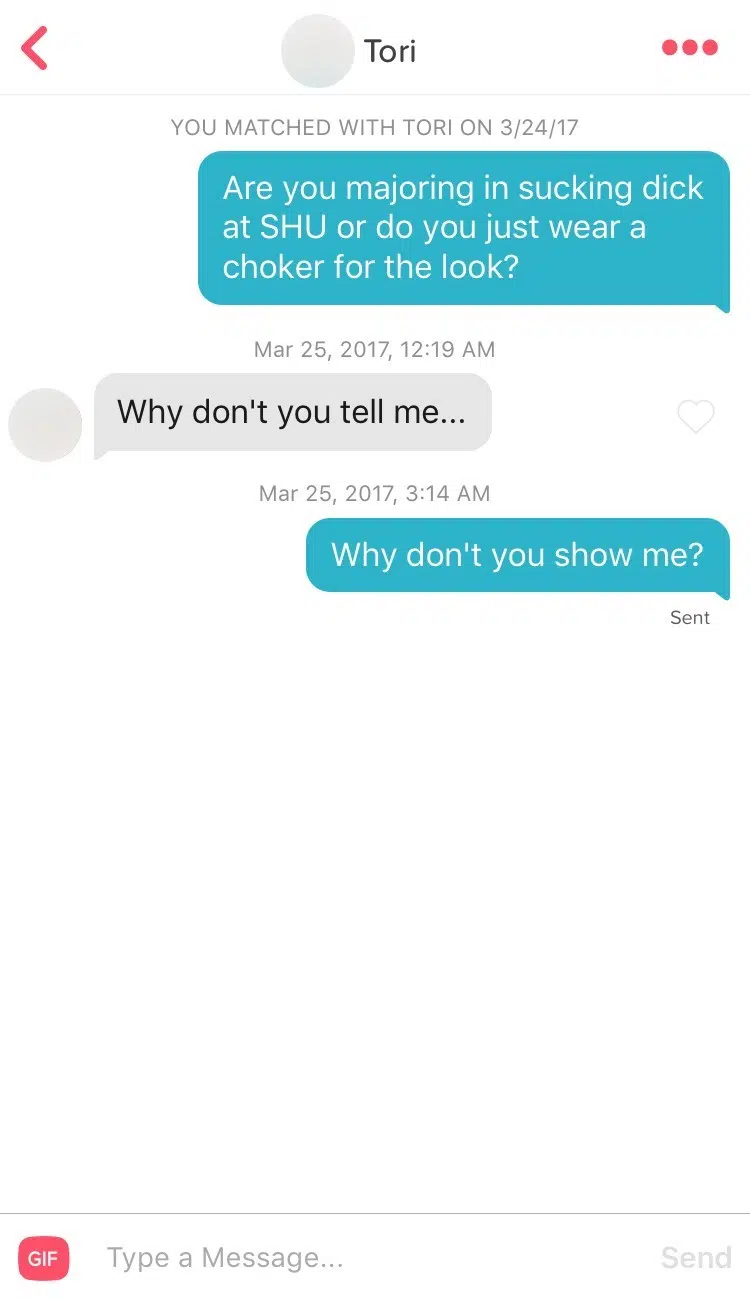 Tori
YOU MATCHED WITH TORI ON 3/24/17
Are you majoring in sucking dick
at SHU or do you just wear a
choker for the look?
Mar 25, 2017, 12:19 AM
Why don't you tell me...
Mar 25, 2017, 3:14 AM
Why don't you show me?
Sent
GIF
Type a Message...
Send